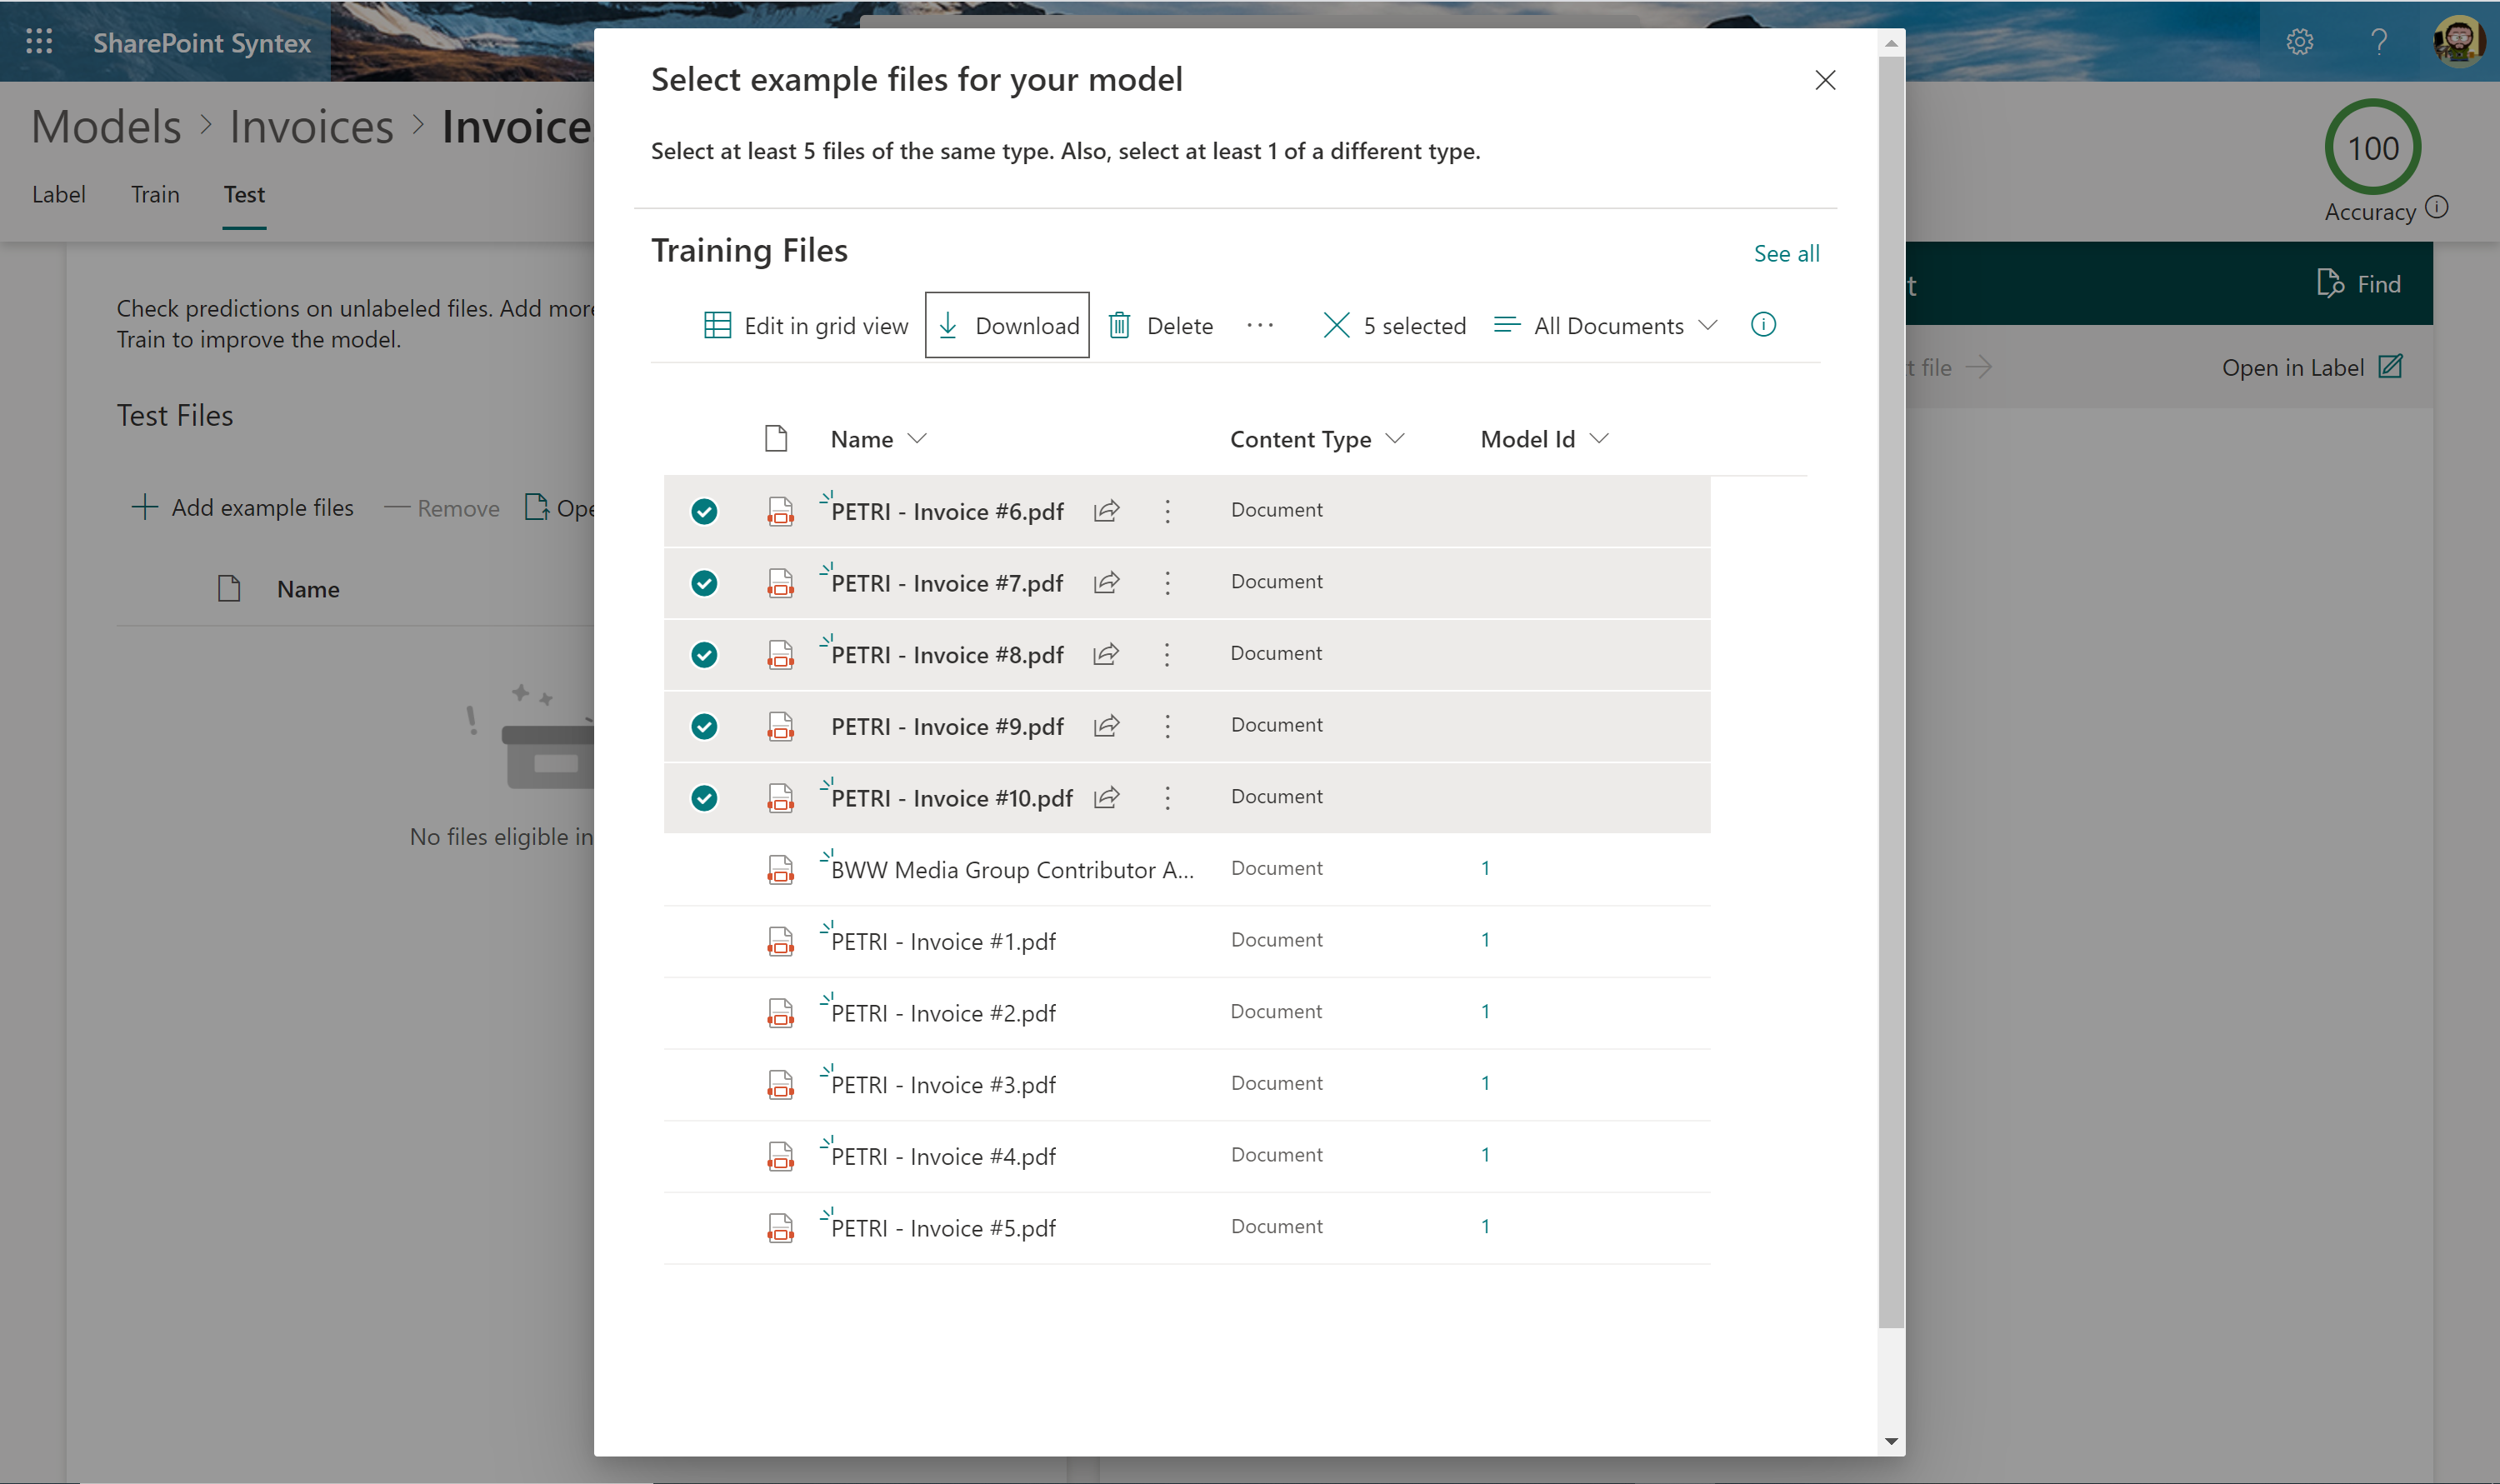 SharePoint Syntex
Models > Invoices > Invoice
Label Train Test
100
Accuracy
Check predictions on unlabeled files. Add more
Train to improve the model.
Test Files
Add example files Remove Ope
Name
No files eligible in
Find
t file
Open in Label
Select example files for your model
Select at least 5 files of the same type. Also, select at least 1 of a different type.
Training Files
See all
Edit in grid view Download Delete ... 5 selected All Documents
Name Content Type Model Id
PETRI - Invoice #6.pdf Document
PETRI - Invoice #7.pdf Document
PETRI - Invoice #8.pdf Document
PETRI - Invoice #9.pdf Document
PETRI - Invoice #10.pdf Document
BWW Media Group Contributor A... Document 1
PETRI - Invoice #1.pdf Document 1
PETRI - Invoice #2.pdf Document 1
PETRI - Invoice #3.pdf Document 1
PETRI - Invoice #4.pdf Document 1
PETRI - Invoice #5.pdf Document 1